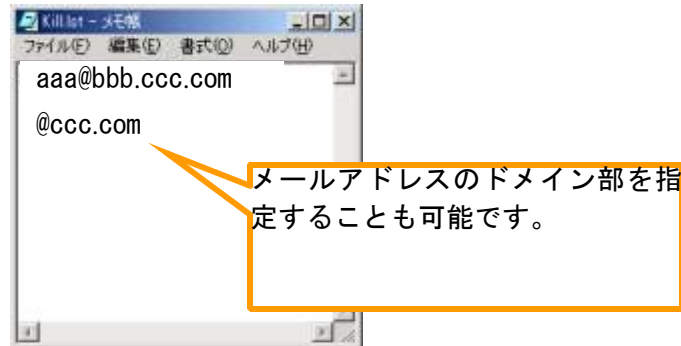 Kill.lst - メモ帳
ファイル(F) 編集(E) 書式(O) ヘルプ(H)
aaa@bbb.ccc.com
@ccc.com
メールアドレスのドメイン部を指
定することも可能です。